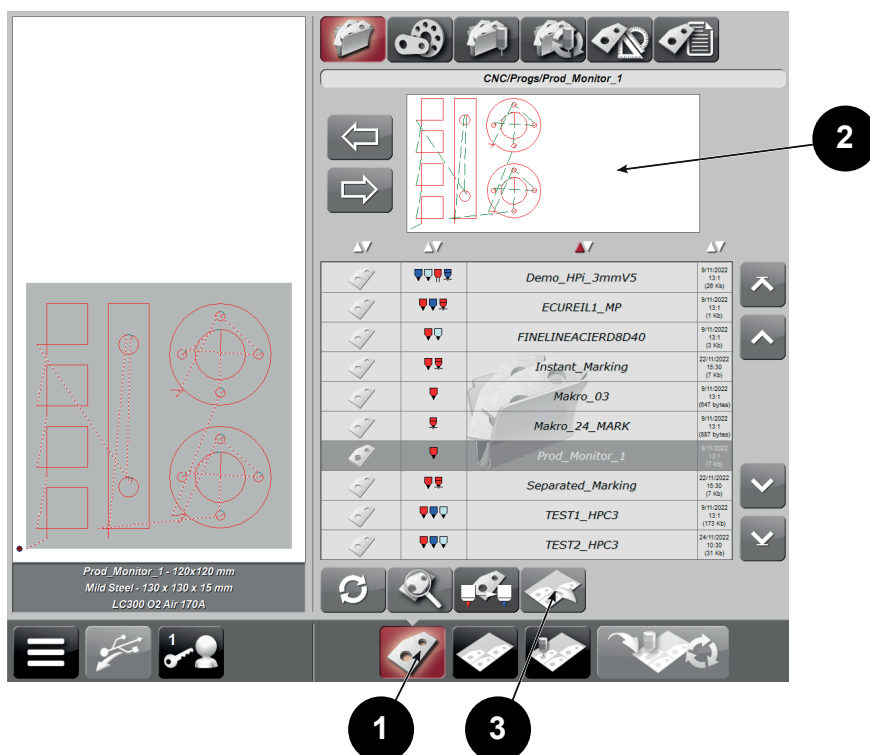 CNC/Progs/Prod_Monitor_1
2
Demo_HPi_3mmV5
9/11/2022
13:1
(26 Kb)
ECUREIL1_MP
9/11/2022
13:1
(1 Kb)
FINELINEACIERD8D40
9/11/2022
13:1
(3 Kb)
Instant_Marking
22/11/2022
15:30
(7 Kb)
Makro_03
9/11/2022
13:1
(647 bytes)
Makro_24_MARK
9/11/2022
13:1
(887 bytes)
Prod_Monitor_1
9/11/2022
13:1
(7 Kb)
Separated_Marking
22/11/2022
15:30
(7 Kb)
TEST1_HPC3
9/11/2022
13:1
(173 Kb)
TEST2_HPC3
24/11/2022
10:30
(31 Kb)
Prod_Monitor_1 - 120x120 mm
Mild Steel - 130 x 130 x 15 mm
LC300 O2 Air 170A
1
1
3